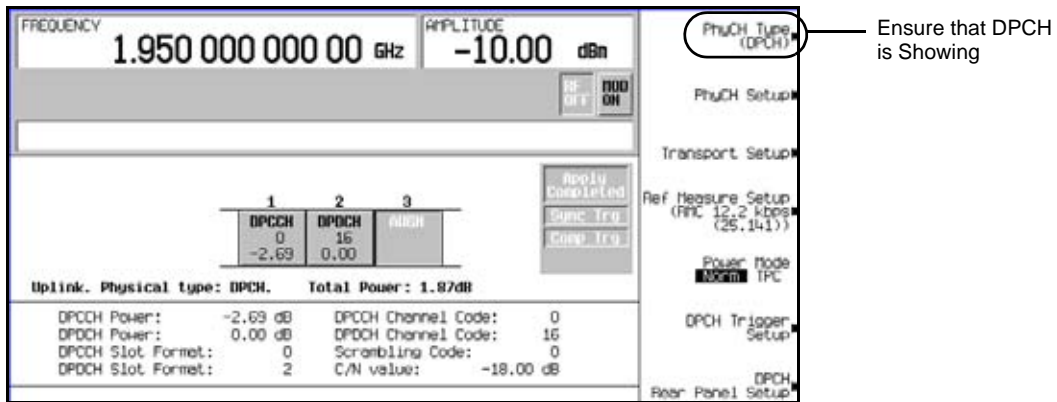 FREQUENCY
1.950 000 000 00 GHz
AMPLITUDE
-10.00 dBm
RF OFF
MOD ON
Apply Completed
Sync Trg
Comp Trg
1 2 3
DPCCH DPDCH AWGN
0 16
-2.69 0.00
Uplink. Physical type: DPCH. Total Power: 1.87dB
DPCCH Power: -2.69 dB DPCCH Channel Code: 0
DPDCH Power: 0.00 dB DPDCH Channel Code: 16
DPCCH Slot Format: 0 Scrambling Code: 0
DPDCH Slot Format: 2 C/N value: -18.00 dB
PhyCH Type
(DPCH)
PhyCH Setup
Transport Setup
Ref Measure Setup
(RMC 12.2 kbps
(25.141))
Power Mode
Norm TPC
DPCH Trigger
Setup
DPCH
Rear Panel Setup
Ensure that DPCH
is Showing